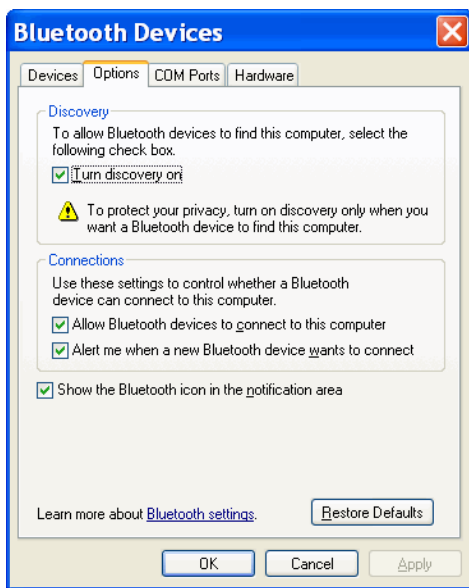 Bluetooth Devices
Devices Options COM Ports Hardware
Discovery
To allow Bluetooth devices to find this computer, select the
following check box.
Turn discovery on
To protect your privacy, turn on discovery only when you
want a Bluetooth device to find this computer.
Connections
Use these settings to control whether a Bluetooth
device can connect to this computer.
Allow Bluetooth devices to connect to this computer
Alert me when a new Bluetooth device wants to connect
Show the Bluetooth icon in the notification area
Learn more about Bluetooth settings. Restore Defaults
OK Cancel Apply